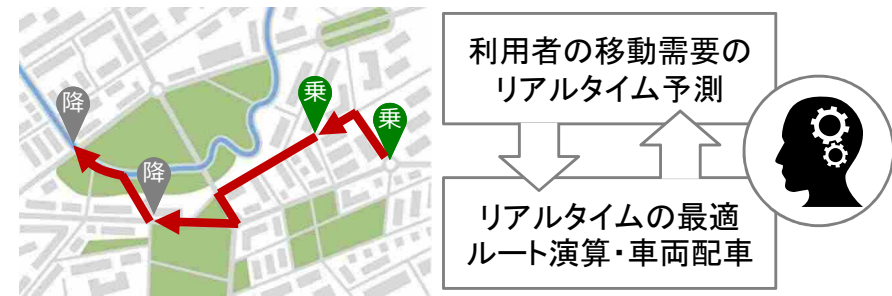 乗
乗
降
降
利用者の移動需要の
リアルタイム予測
リアルタイムの最適
ルート演算・車両配車